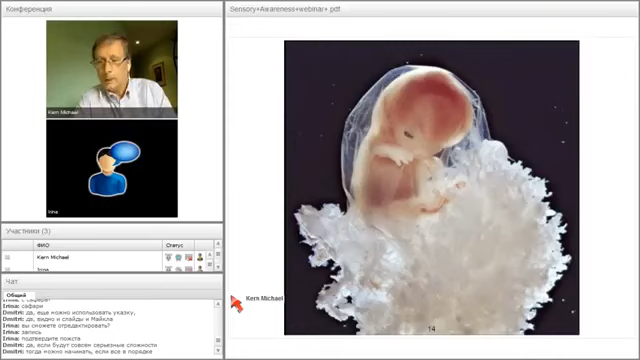 Конференция
Kern Michael
Irina
Участники (3)
ФИО
Статус
Kern Michael
Irina
Чат
Общий
Irina: сафари
Dmitri: да, еще можно использовать указку,
Dmitri: да, видно и слайды и Майкла
Irina: вы сможете отредактировать?
Irina: запись
Dmitri: подтвердите пожста
Dmitri: да, если будут совсем серьезные сложности
Dmitri: тогда можно начинать, если все в порядке
Sensory+Awareness+webinar+.pdf
Kern Michael
14